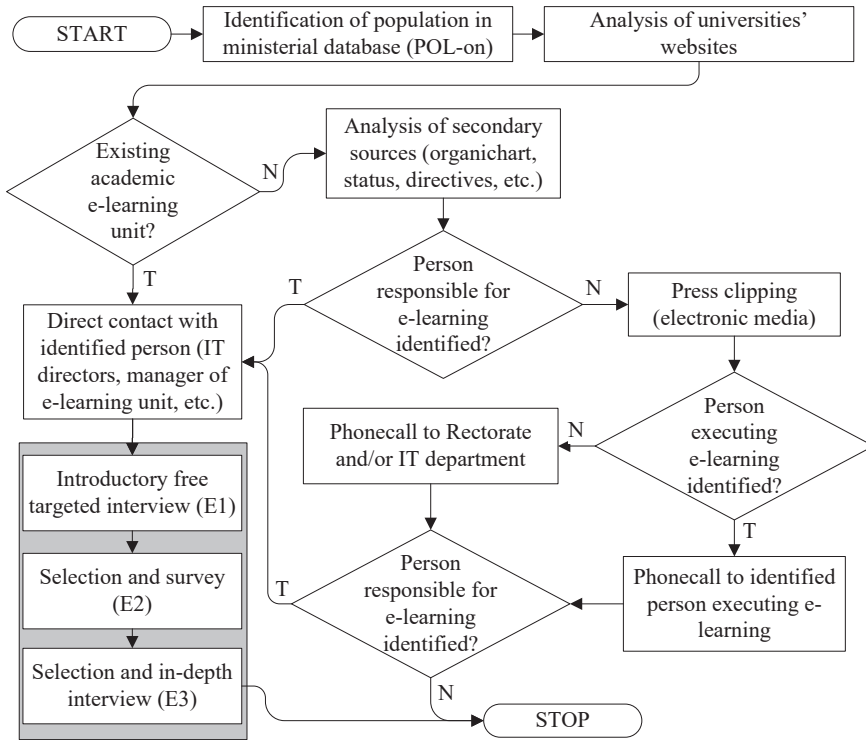 START
Identification of population in
ministerial database (POL-on)
Analysis of universities’
websites
Existing
academic
e-learning
unit?
N
T
Analysis of secondary
sources (organichart,
status, directives, etc.)
Person
responsible for
e-learning
identified?
T
N
Press clipping
(electronic media)
Direct contact with
identified person (IT
directors, manager of
e-learning unit, etc.)
Person
executing
e-learning
identified?
N
T
Phonecall to Rectorate
and/or IT department
Introductory free
targeted interview (E1)
Selection and survey
(E2)
Selection and in-depth
interview (E3)
Person
responsible for
e-learning
identified?
T
N
Phonecall to identified
person executing e-
learning
STOP